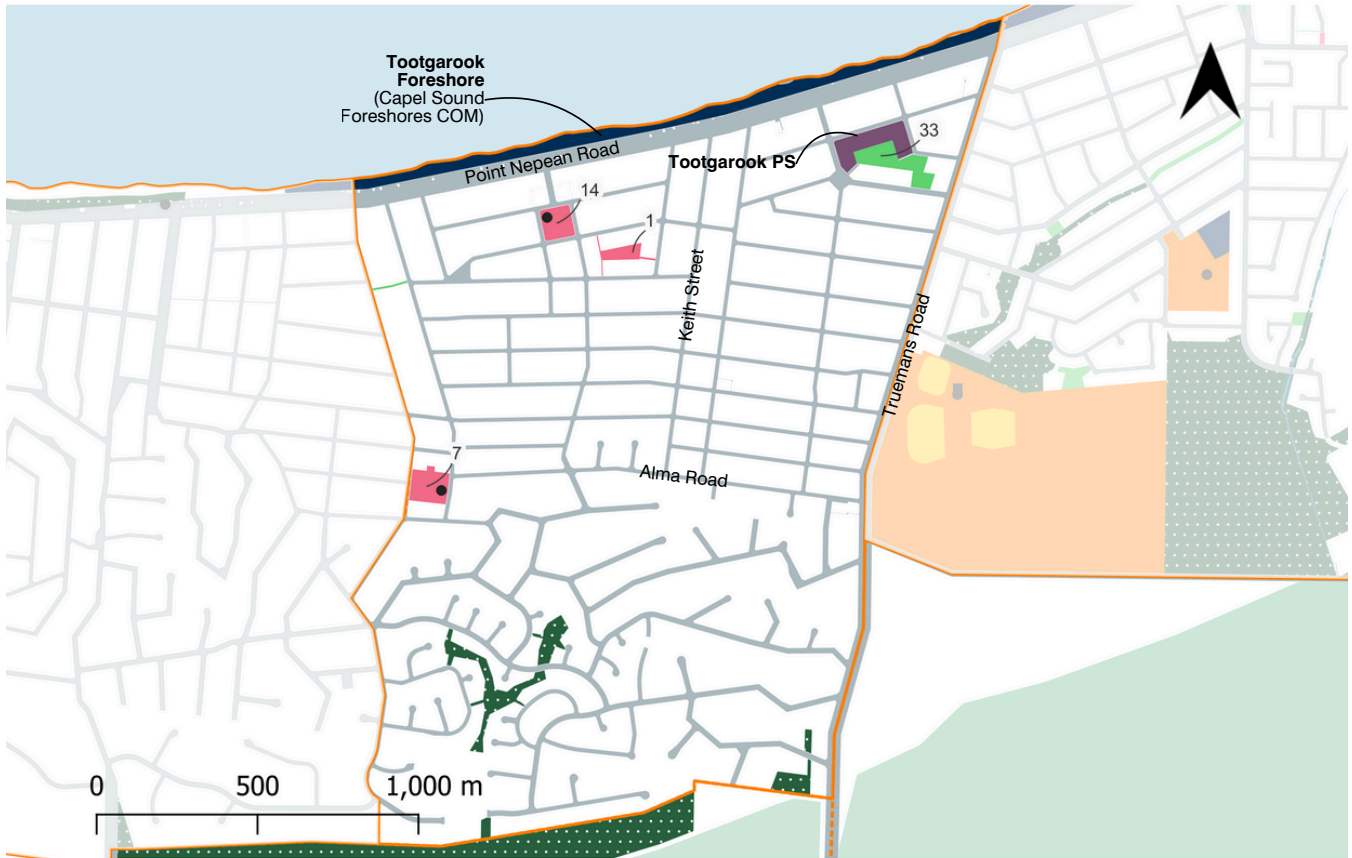 Tootgarook
Foreshore
(Capel Sound
Foreshores COM)
Point Nepean Road
Tootgarook PS
33
14
1
Keith Street
Truemans Road
7
Alma Road
0 500 1,000 m